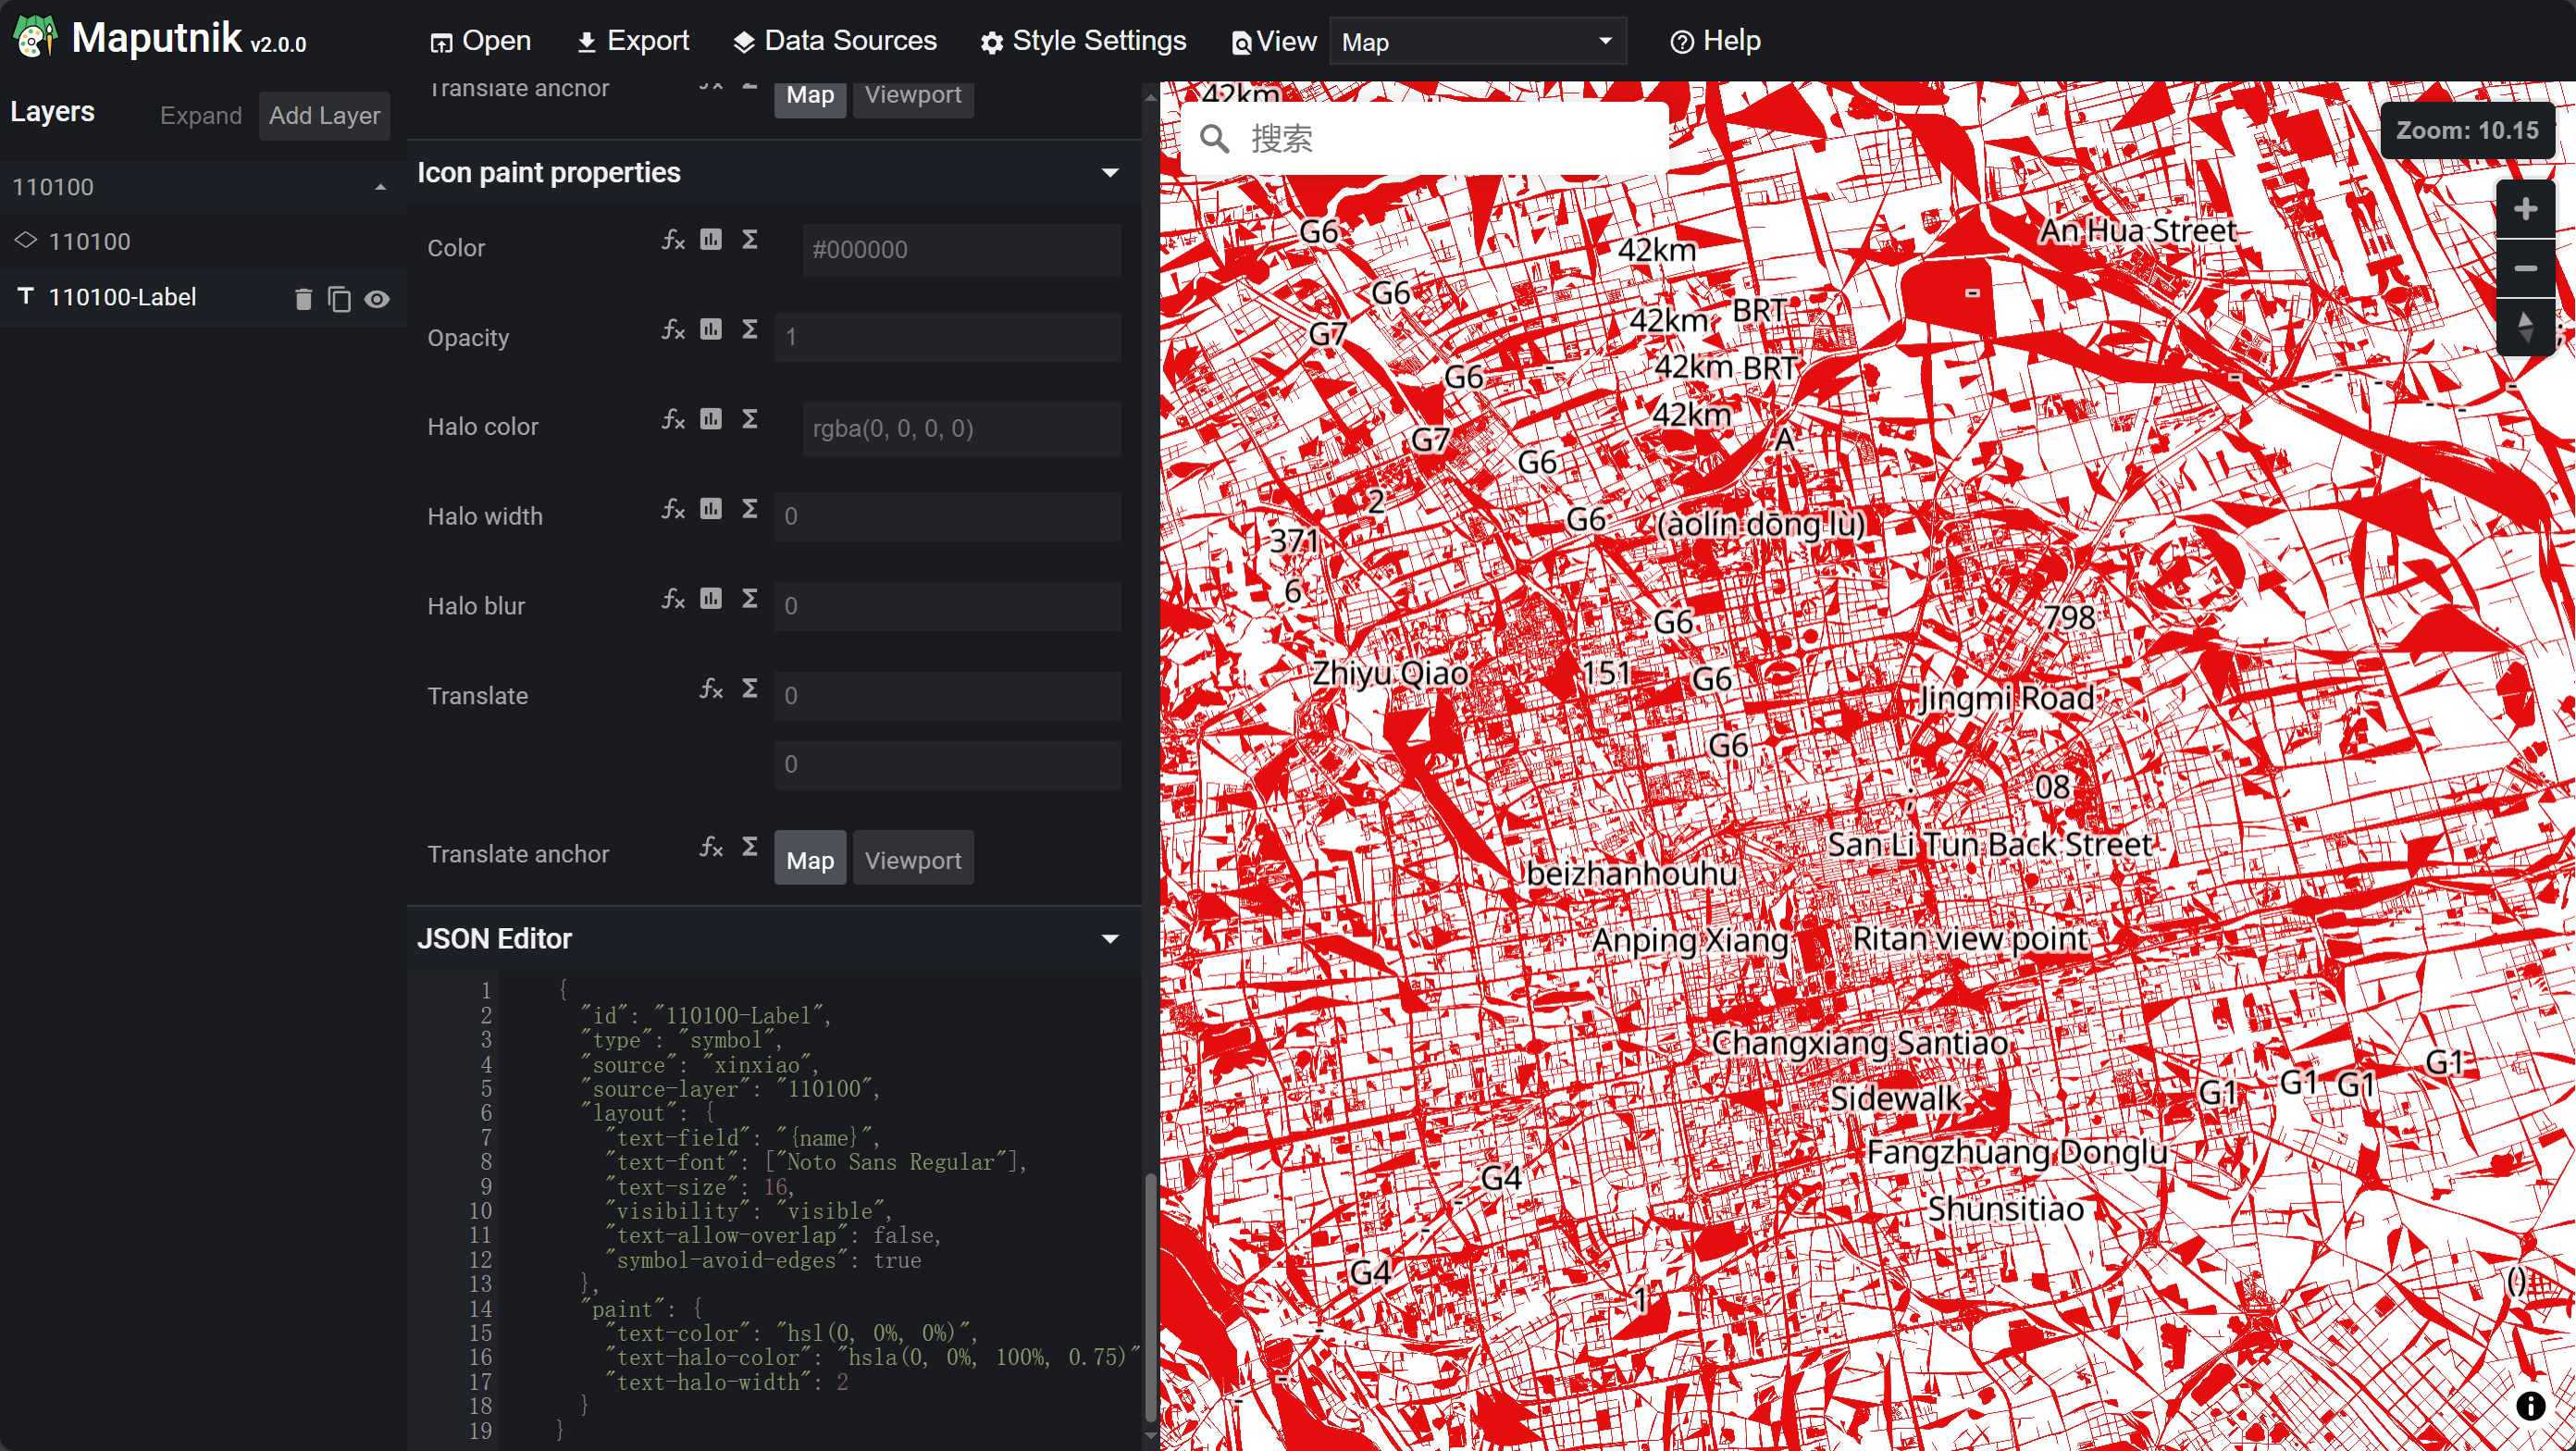 Maputnik v2.0.0
Open
Export
Data Sources
Style Settings
View
Map
Help
Layers
Expand
Add Layer
110100
110100
110100-Label
Translate anchor
Map
Viewport
Icon paint properties
Color
#000000
Opacity
1
Halo color
rgba(0, 0, 0, 0)
Halo width
0
Halo blur
0
Translate
0
0
Translate anchor
Map
Viewport
JSON Editor
1 {
2 "id": "110100-Label",
3 "type": "symbol",
4 "source": "xinxiao",
5 "source-layer": "110100",
6 "layout": {
7 "text-field": "{name}",
8 "text-font": ["Noto Sans Regular"],
9 "text-size": 16,
10 "visibility": "visible",
11 "text-allow-overlap": false,
12 "symbol-avoid-edges": true
13 },
14 "paint": {
15 "text-color": "hsl(0, 0%, 0%)",
16 "text-halo-color": "hsla(0, 0%, 100%, 0.75)"
17 "text-halo-width": 2
18 }
19 }
42km
搜索
Zoom: 10.15
G6
42km
An Hua Street
G6
-
BRT
42km
G7
42km
BRT
G6
-
42km
G7
A
G6
2
G6
(àolín dōng lù)
371
6
G6
798
Zhiyu Qiao
151
G6
Jingmi Road
G6
08
;
San Li Tun Back Street
beizhanhouhu
Anping Xiang
Ritan view point
Changxiang Santiao
G1
G1
G1
G1
Sidewalk
Fangzhuang Donglu
G4
-
Shunsitiao
-
G4
()
1
-
-
-